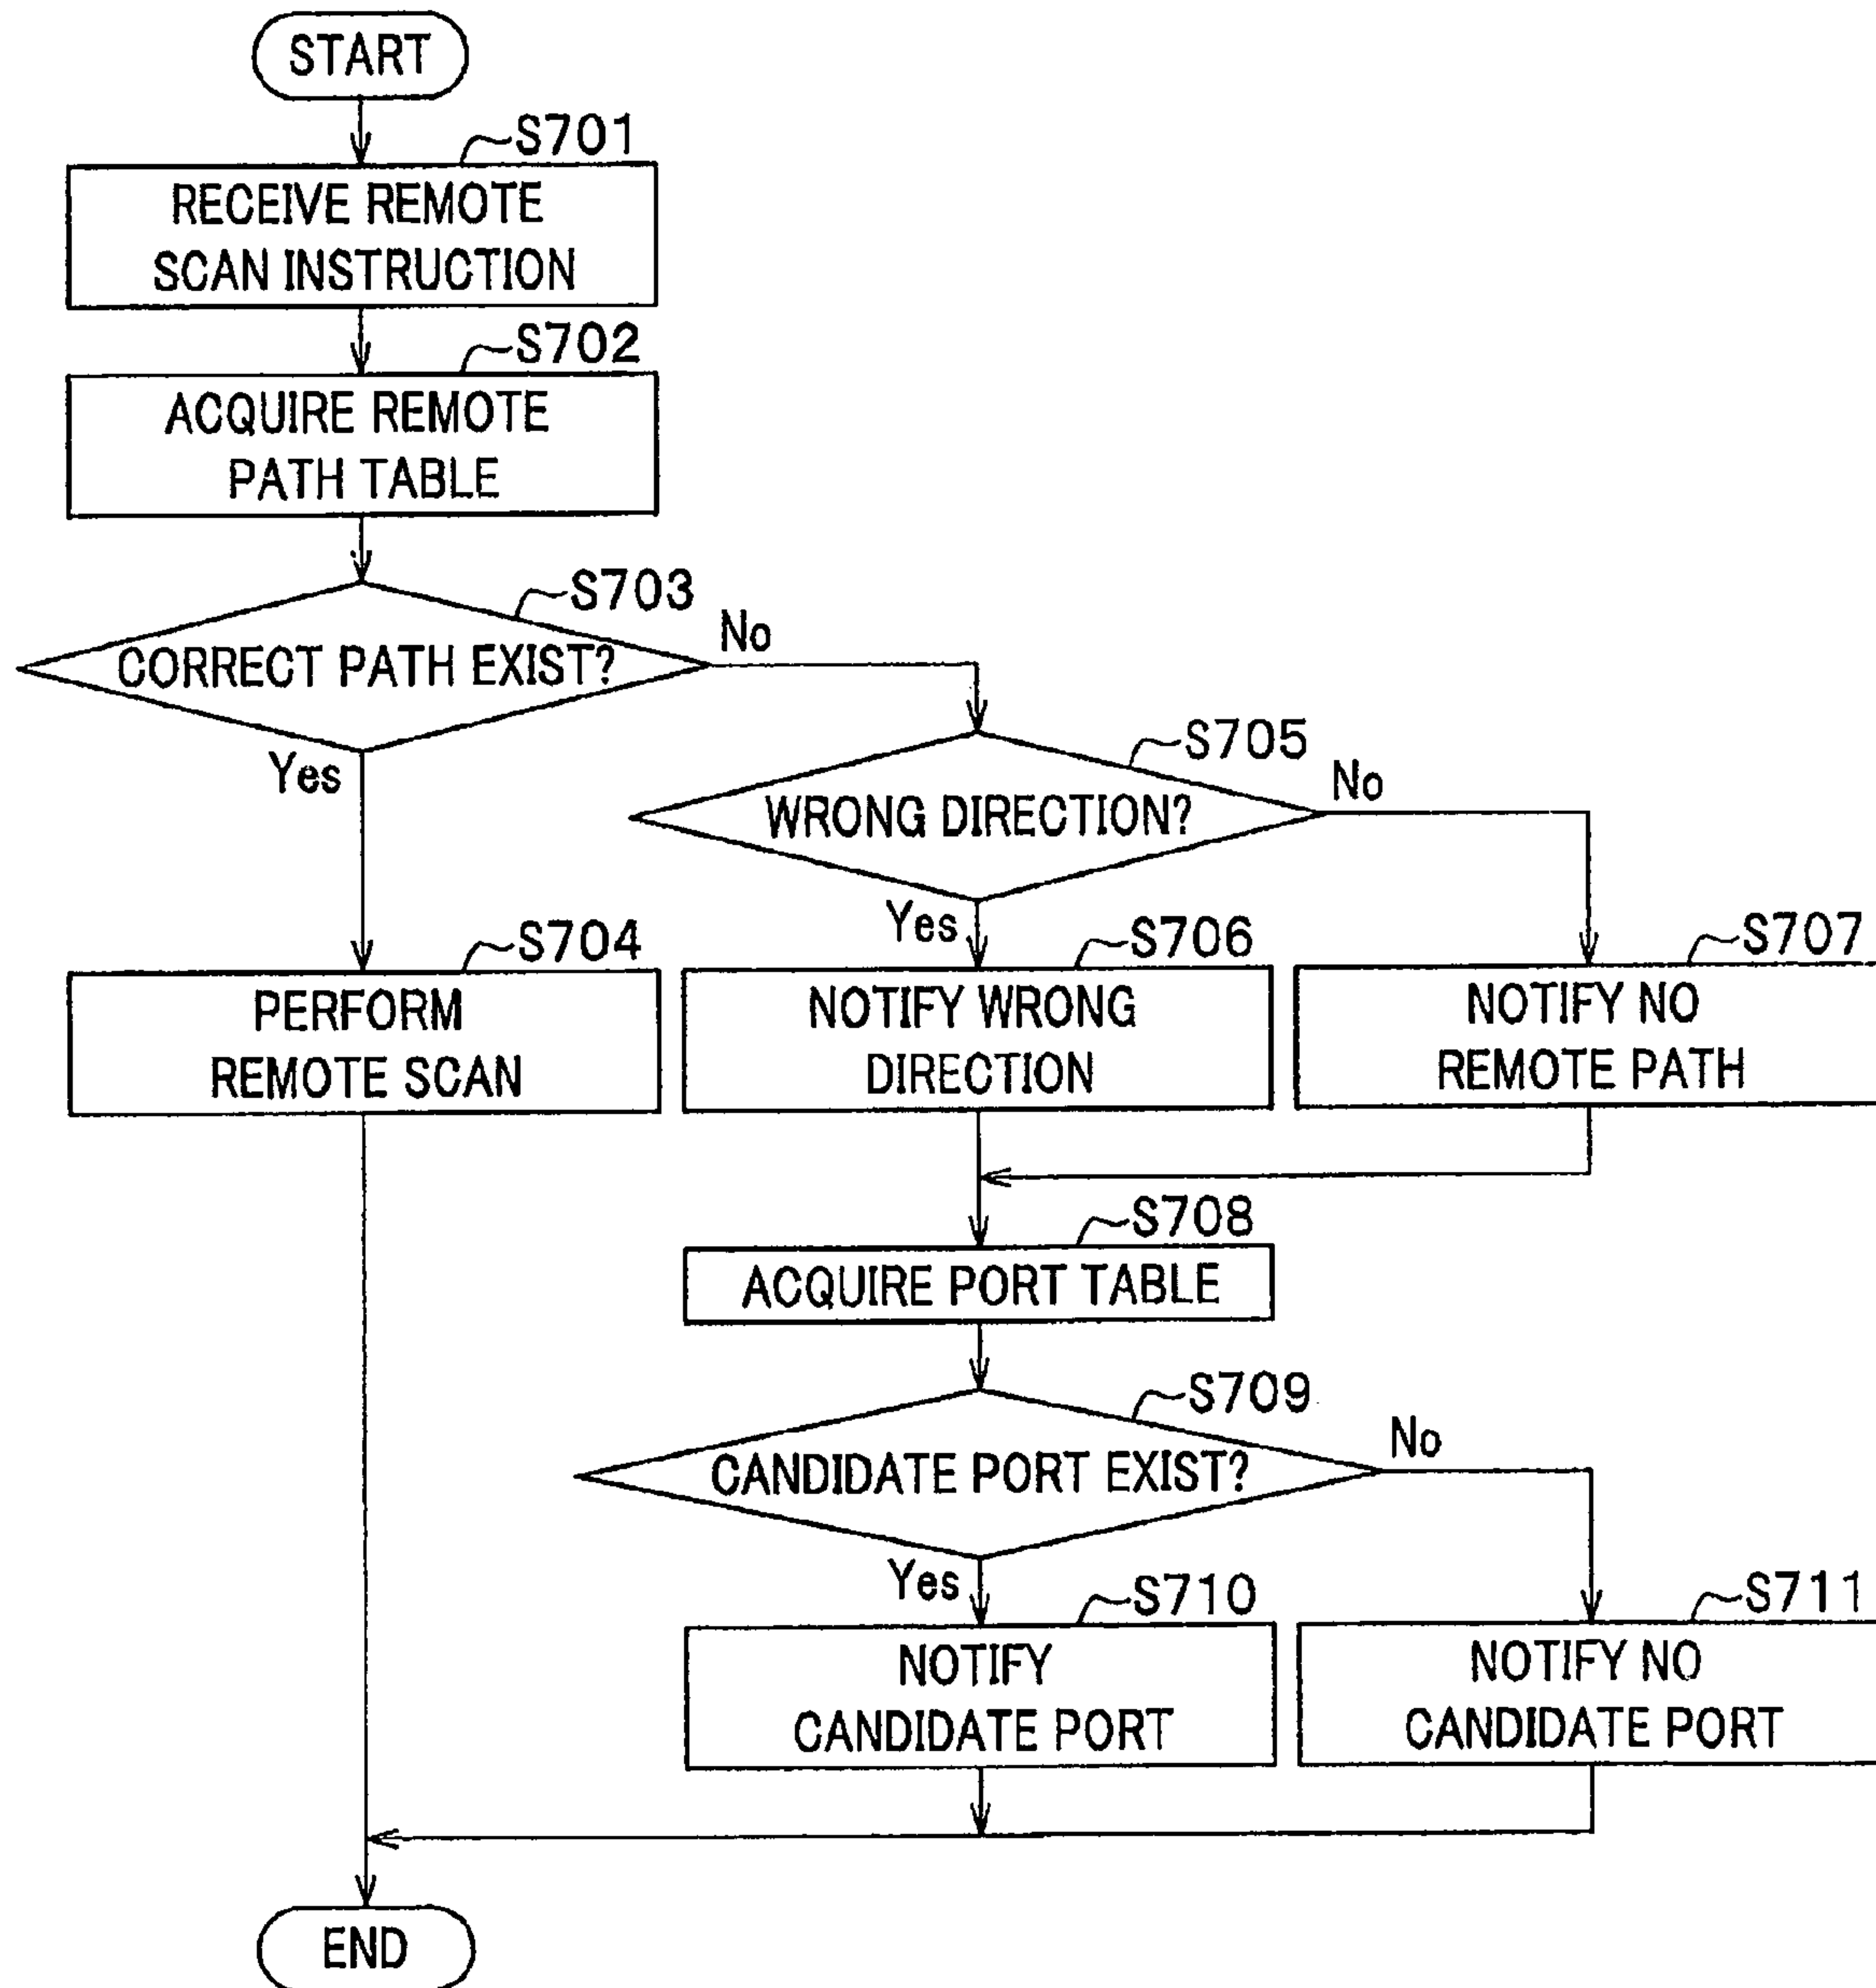 START
S701
RECEIVE REMOTE
SCAN INSTRUCTION
S702
ACQUIRE REMOTE
PATH TABLE
S703
CORRECT PATH EXIST?
No
Yes
S705
WRONG DIRECTION?
No
Yes
S704
PERFORM
REMOTE SCAN
S706
NOTIFY WRONG
DIRECTION
S707
NOTIFY NO
REMOTE PATH
S708
ACQUIRE PORT TABLE
S709
CANDIDATE PORT EXIST?
No
Yes
S710
NOTIFY
CANDIDATE PORT
S711
NOTIFY NO
CANDIDATE PORT
END